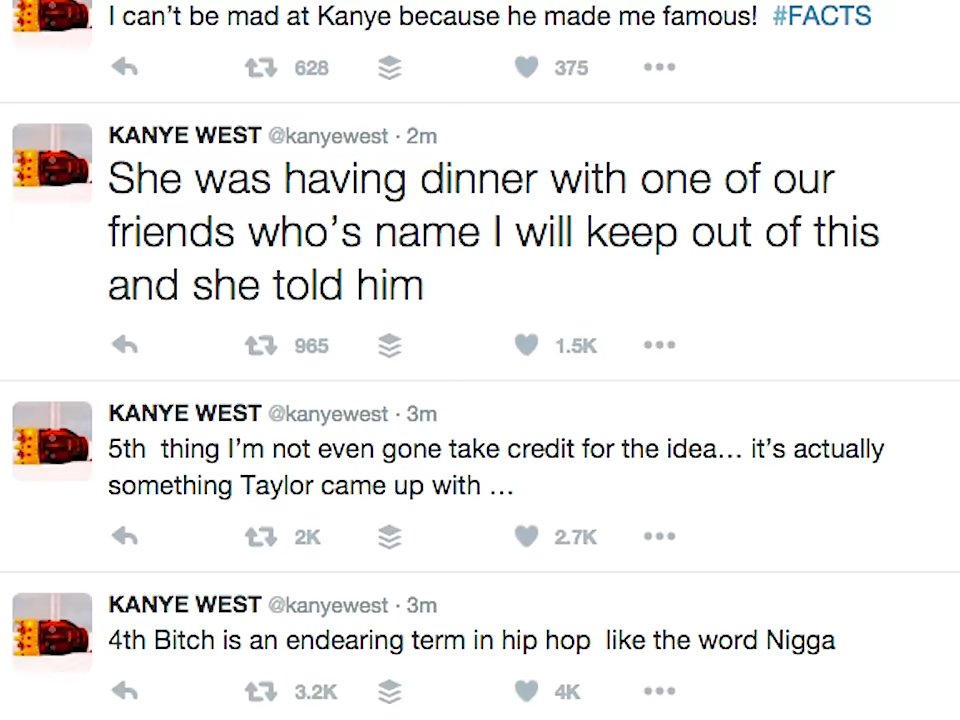 I can't be mad at Kanye because he made me famous! #FACTS
628 375
KANYE WEST @kanyewest · 2m
She was having dinner with one of our
friends who's name I will keep out of this
and she told him
965 1.5K
KANYE WEST @kanyewest · 3m
5th  thing I'm not even gone take credit for the idea… it's actually
something Taylor came up with …
2K 2.7K
KANYE WEST @kanyewest · 3m
4th Bitch is an endearing term in hip hop  like the word Nigga
3.2K 4K